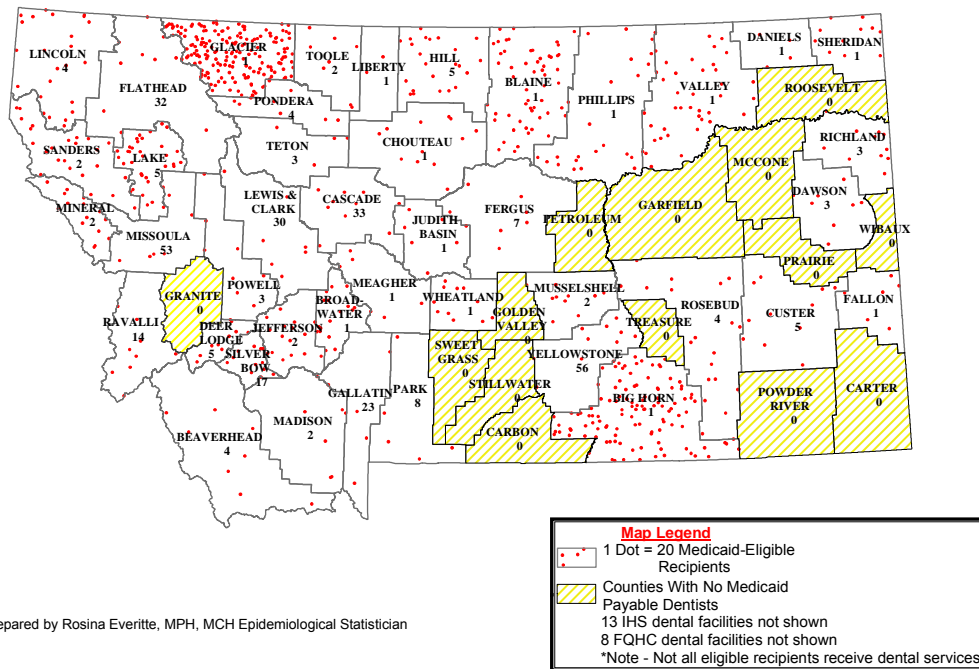 LINCOLN
4
FLATHEAD
32
GLACIER
1
TOOLE
2
LIBERTY
1
HILL
5
BLAINE
1
PHILLIPS
1
VALLEY
1
DANIELS
1
SHERIDAN
1
ROOSEVELT
0
PONDERA
4
TETON
3
CHOUTEAU
1
SANDERS
2
LAKE
5
MINERAL
2
MISSOULA
53
LEWIS &
CLARK
30
CASCADE
33
JUDITH
BASIN
1
FERGUS
7
PETROLEUM
0
GARFIELD
0
MCCONE
0
RICHLAND
3
DAWSON
3
WIBAUX
0
PRAIRIE
0
GRANITE
0
POWELL
3
RAVALLI
14
DEER
LODGE
5
SILVER
BOW
17
JEFFERSON
2
BROAD-
WATER
1
MEAGHER
1
WHEATLAND
1
GOLDEN
VALLEY
0
MUSSELSHELL
2
TREASURE
0
ROSEBUD
4
CUSTER
5
FALLON
1
SWEET
GRASS
0
STILLWATER
0
YELLOWSTONE
56
BIG HORN
1
POWDER
RIVER
0
CARTER
0
CARBON
0
PARK
8
GALLATIN
23
MADISON
2
BEAVERHEAD
4
epared by Rosina Everitte, MPH, MCH Epidemiological Statistician
Map Legend
1 Dot = 20 Medicaid-Eligible
Recipients
Counties With No Medicaid
Payable Dentists
13 IHS dental facilities not shown
8 FQHC dental facilities not shown
*Note - Not all eligible recipients receive dental services